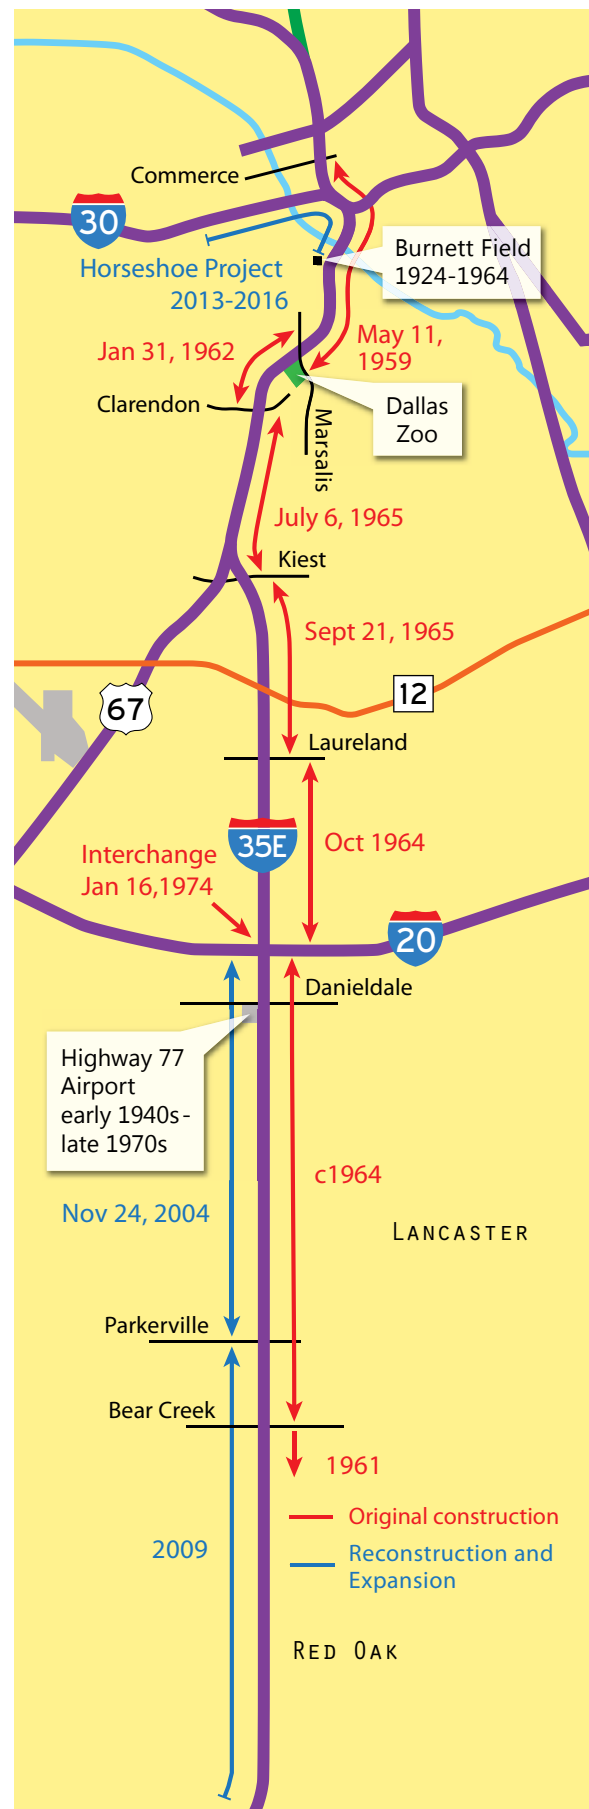 Commerce
30
Burnett Field
1924-1964
Horseshoe Project
2013-2016
May 11,
1959
Jan 31, 1962
Clarendon
Dallas
Zoo
Marsalis
July 6, 1965
Kiest
Sept 21, 1965
67
12
Laureland
35E
Oct 1964
Interchange
Jan 16,1974
20
Danieldale
Highway 77
Airport
early 1940s-
late 1970s
c1964
Nov 24, 2004
Lancaster
Parkerville
Bear Creek
1961
Original construction
2009
Reconstruction and
Expansion
Red Oak